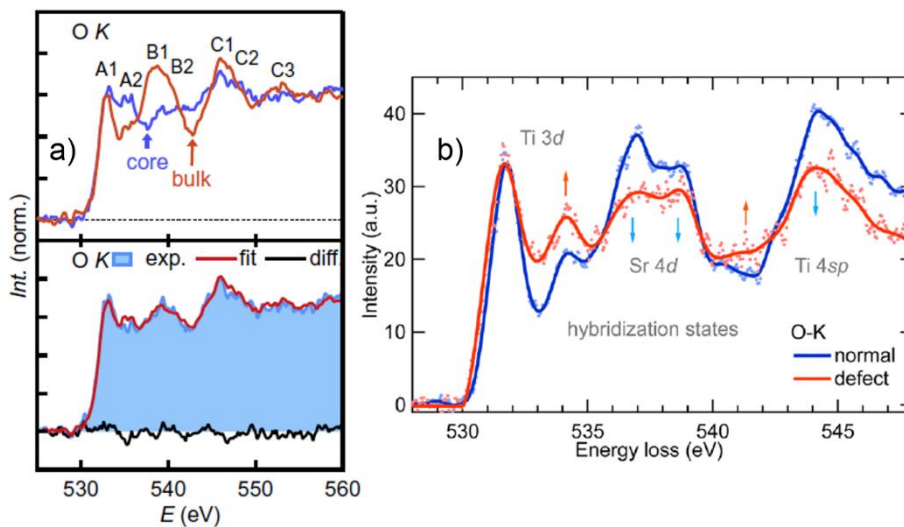 a)
O K
A1
A2
B1
B2
C1
C2
C3
core
bulk
O K
exp.
fit
diff
Int. (norm.)
530
540
550
560
E (eV)
b)
40
30
20
10
0
Intensity (a.u.)
Ti 3d
Sr 4d
Ti 4sp
hybridization states
O-K
normal
defect
530
535
540
545
Energy loss (eV)